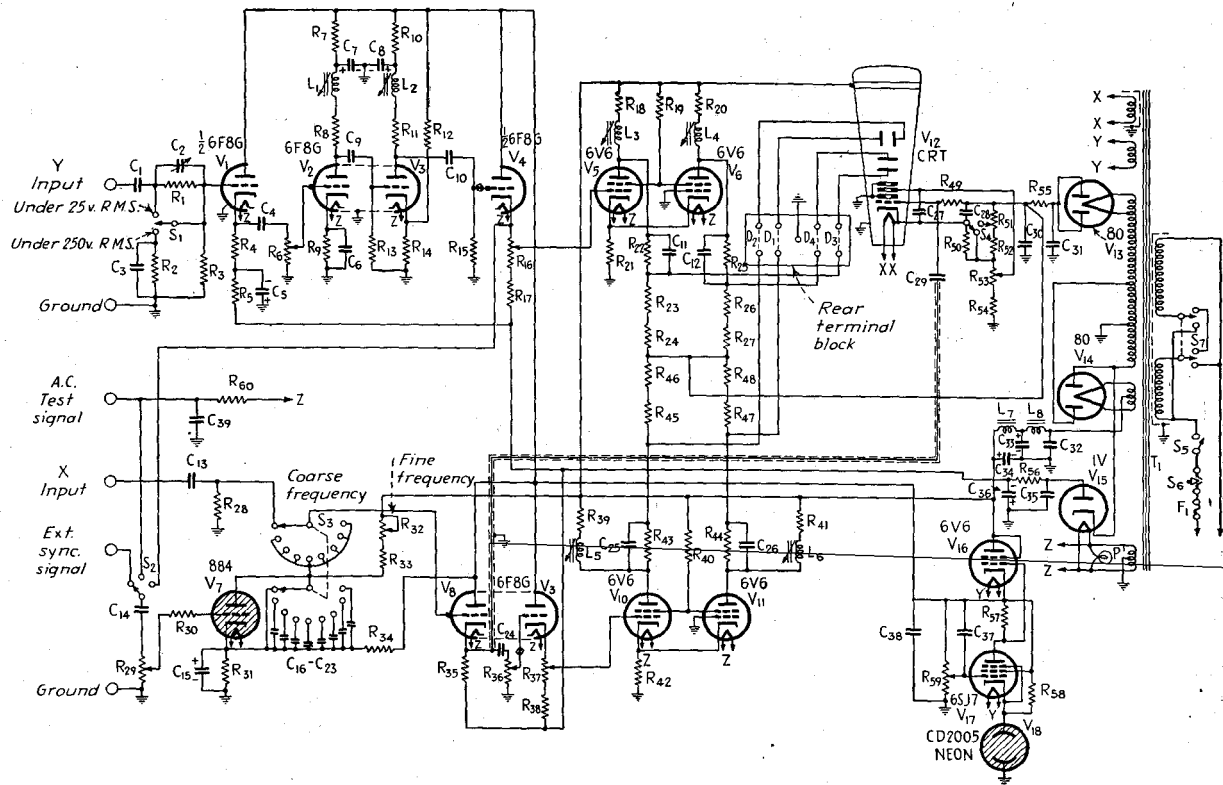 Y
Input
Under 25v. R.M.S.
Under 250v. R.M.S.
Ground
C1
C2
R1
S1
C3
R2
R3
½6F8G
V1
C4
R4
R5
C5
R6
6F8G
V2
R7
C7
C8
R10
L1
L2
R8
C9
R11
R12
V3
R9
C6
R13
R14
C10
R15
½6F8G
V4
Z
Z
Z
Z
R16
R17
6V6
V5
R18
L3
R19
R20
L4
6V6
V6
Z
Z
R21
R22
C11
C12
R25
R23
R24
R46
R45
R26
R27
R48
R47
D2
D1
D4
D3
Rear
terminal
block
V12
CRT
XX
C29
C27
R49
C28
R50
S4
R51
R52
R53
R54
C30
R55
C31
80
V13
X
X
Y
Y
80
V14
S7
T1
S5
S6
F1
L7
L8
C33
C32
C34
R56
C36
C35
1V
V15
Z
Z
P
A.C.
Test
signal
R60
Z
C39
X
Input
C13
R28
Coarse
frequency
S3
Fine
frequency
R32
R33
Ext.
sync.
signal
S2
C14
R29
Ground
R30
884
V7
C15
R31
C16-C23
R34
V8
6F8G
V3
Z
Z
C24
R35
R36
R37
R38
R39
L5
C25
R43
R40
R44
C26
R41
L6
6V6
V10
6V6
V11
Z
Z
R42
6V6
V16
Y
C38
R57
C37
R59
R58
6SJ7
V17
Y
V18
CD2005
NEON